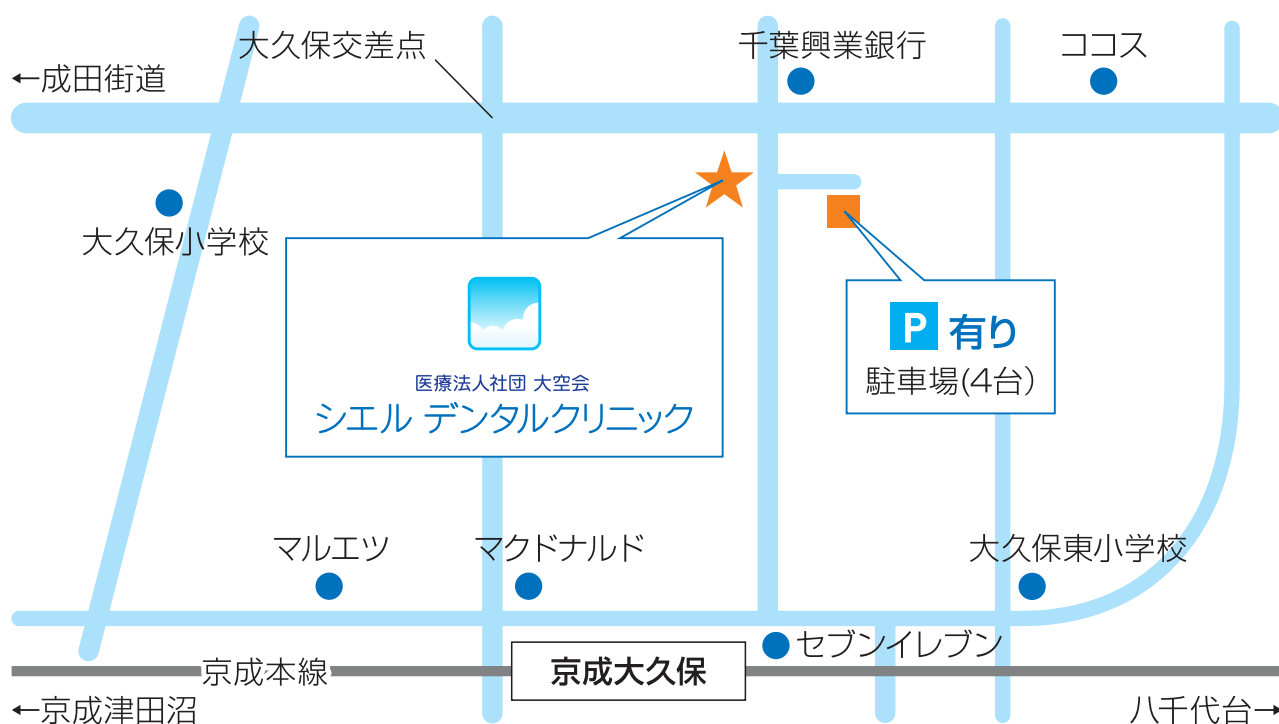 大久保交差点
千葉興業銀行
ココス
←成田街道
大久保小学校
P 有り
駐車場(4台)
医療法人社団 大空会
シエル デンタルクリニック
マルエツ
マクドナルド
大久保東小学校
セブンイレブン
京成本線
京成大久保
←京成津田沼
八千代台→